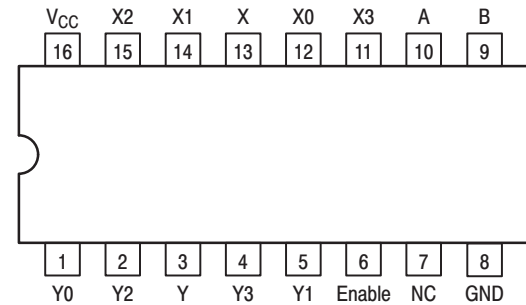 VCC X2 X1 X X0 X3 A B
16 15 14 13 12 11 10 9
1 2 3 4 5 6 7 8
Y0 Y2 Y Y3 Y1 Enable NC GND